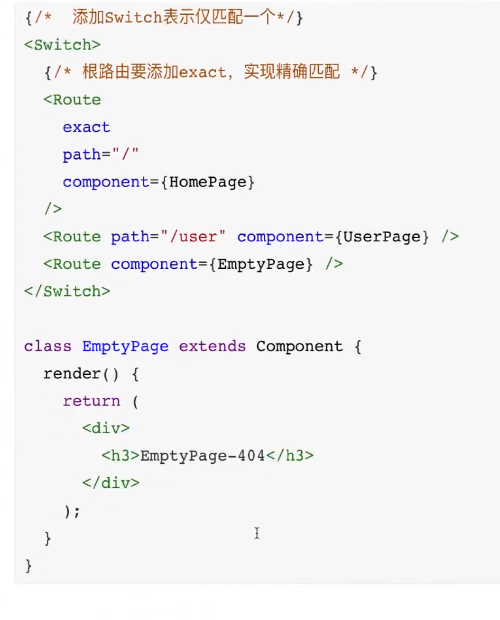 {/*  添加Switch表示仅匹配一个*/}
<Switch>
  {/* 根路由要添加exact，实现精确匹配 */}
  <Route
    exact
    path="/"
    component={HomePage}
  />
  <Route path="/user" component={UserPage} />
  <Route component={EmptyPage} />
</Switch>

class EmptyPage extends Component {
  render() {
    return (
      <div>
        <h3>EmptyPage-404</h3>
      </div>
    );
  }
}